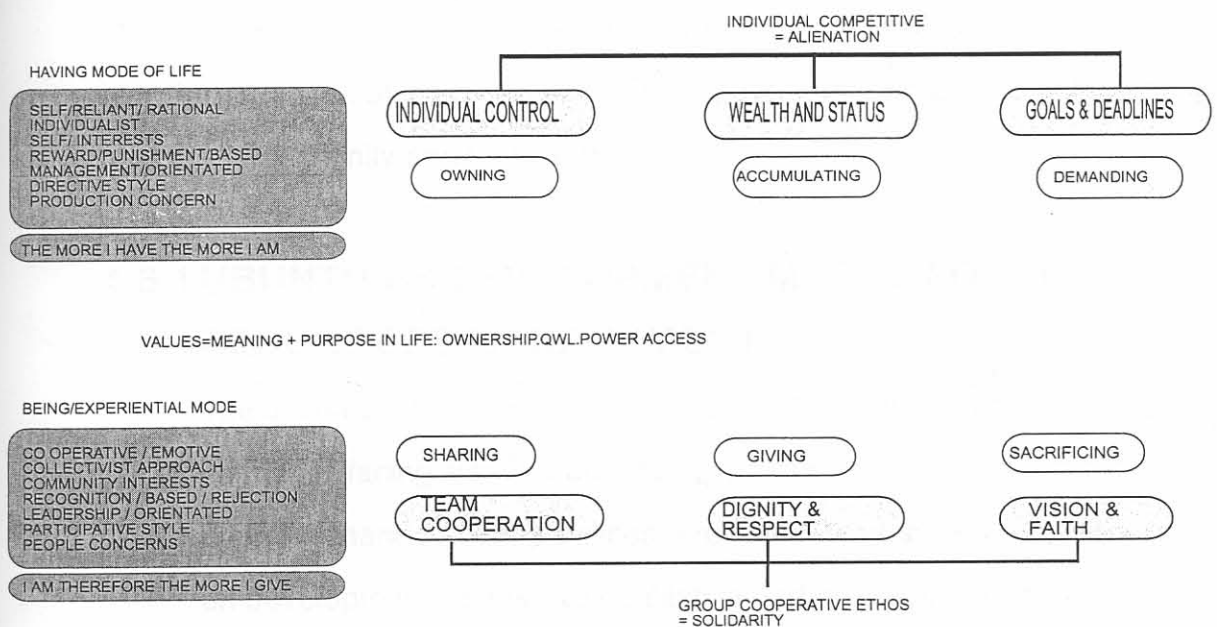 INDIVIDUAL COMPETITIVE
= ALIENATION
HAVING MODE OF LIFE
SELF/RELIANT/ RATIONAL
INDIVIDUALIST
SELF/ INTERESTS
REWARD/PUNISHMENT/BASED
MANAGEMENT/ORIENTATED
DIRECTIVE STYLE
PRODUCTION CONCERN
THE MORE I HAVE THE MORE I AM
INDIVIDUAL CONTROL
WEALTH AND STATUS
GOALS & DEADLINES
OWNING
ACCUMULATING
DEMANDING
VALUES=MEANING + PURPOSE IN LIFE: OWNERSHIP.QWL.POWER ACCESS
BEING/EXPERIENTIAL MODE
CO OPERATIVE / EMOTIVE
COLLECTIVIST APPROACH
COMMUNITY INTERESTS
RECOGNITION / BASED / REJECTION
LEADERSHIP / ORIENTATED
PARTICIPATIVE STYLE
PEOPLE CONCERNS
I AM THEREFORE THE MORE I GIVE
SHARING
GIVING
SACRIFICING
TEAM
COOPERATION
DIGNITY &
RESPECT
VISION &
FAITH
GROUP COOPERATIVE ETHOS
= SOLIDARITY